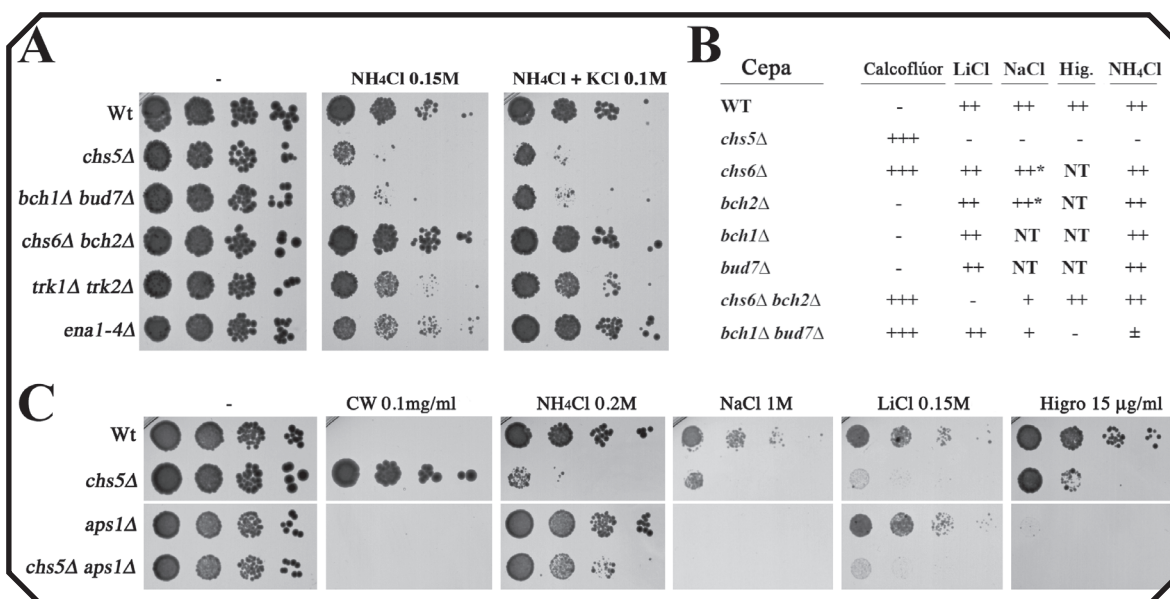 A
- NH4Cl 0.15M NH4Cl + KCl 0.1M
Wt
chs5Δ
bch1Δ bud7Δ
chs6Δ bch2Δ
trk1Δ trk2Δ
ena1-4Δ
B
Cepa Calcoflúor LiCl NaCl Hig. NH4Cl
WT - ++ ++ ++ ++
chs5Δ +++ - - - -
chs6Δ +++ ++ ++* NT ++
bch2Δ - ++ ++* NT ++
bch1Δ - ++ NT NT ++
bud7Δ - ++ NT NT ++
chs6Δ bch2Δ +++ - + ++ ++
bch1Δ bud7Δ +++ ++ + - ±
C
- CW 0.1mg/ml NH4Cl 0.2M NaCl 1M LiCl 0.15M Higro 15 µg/ml
Wt
chs5Δ
aps1Δ
chs5Δ aps1Δ